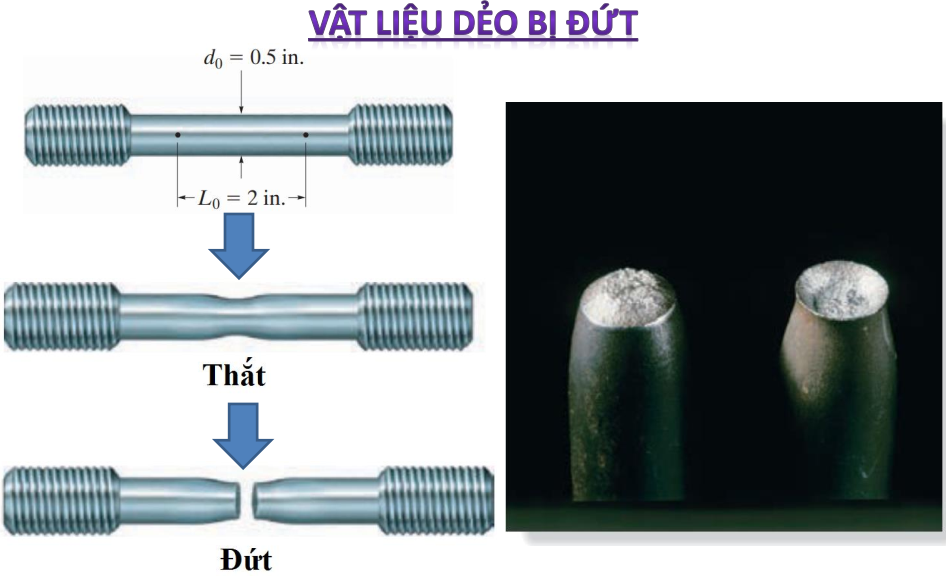 VẬT LIỆU DẺO BỊ ĐỨT
d₀ = 0.5 in.
L₀ = 2 in.
Thắt
Đứt